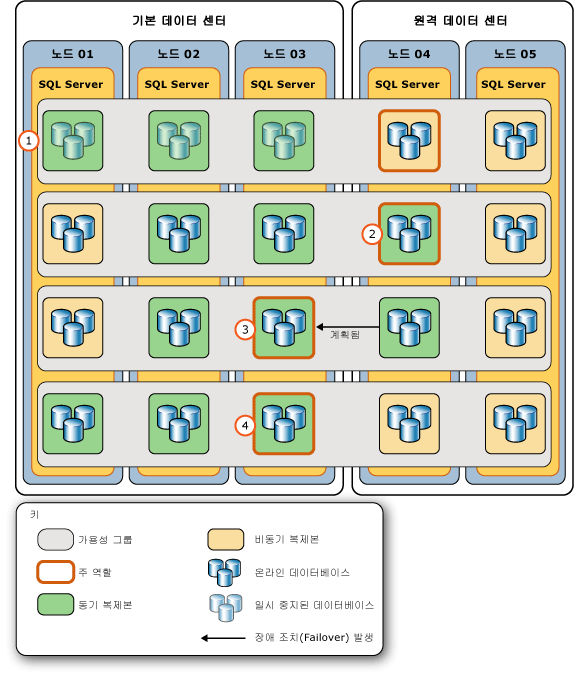 기본 데이터 센터
원격 데이터 센터
노드 01
노드 02
노드 03
노드 04
노드 05
SQL Server
SQL Server
SQL Server
SQL Server
SQL Server
1
2
3
계획됨
4
키
가용성 그룹
비동기 복제본
주 역할
온라인 데이터베이스
동기 복제본
일시 중지된 데이터베이스
장애 조치(Failover) 발생